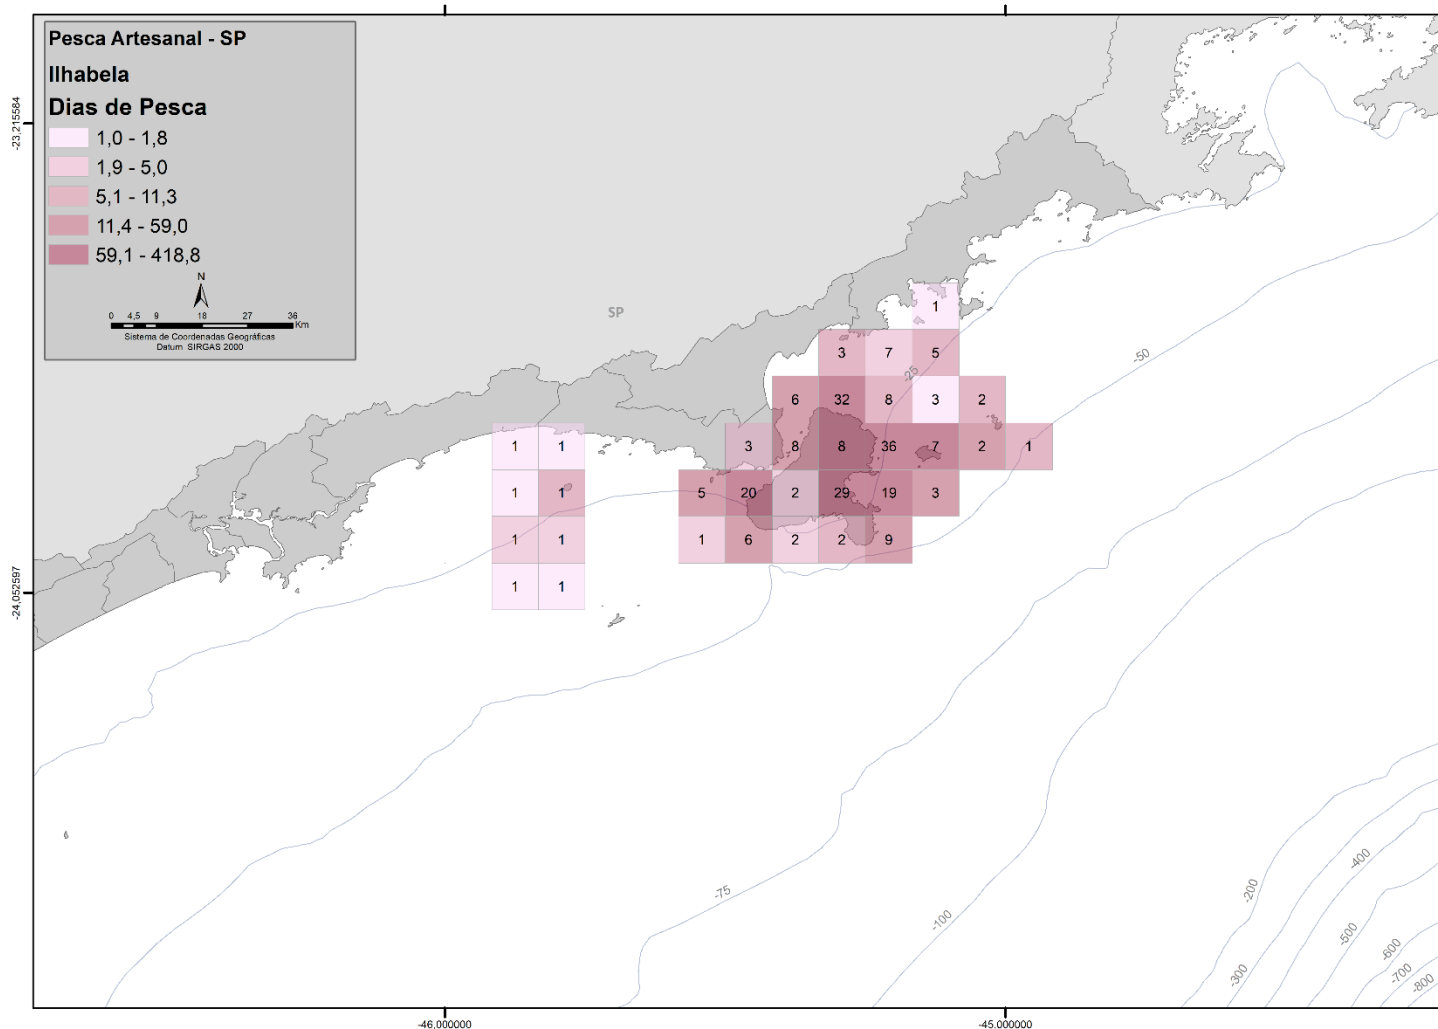 Pesca Artesanal - SP
Ilhabela
Dias de Pesca
1,0 - 1,8
1,9 - 5,0
5,1 - 11,3
11,4 - 59,0
59,1 - 418,8
N
0 4,5 9 18 27 36
Km
Sistema de Coordenadas Geográficas
Datum SIRGAS 2000
-23,215584
-24,052597
SP
1
3 7 5
-25
-50
6 32 8 3 2
1 1 3 8 8 36 7 2 1
1 1 5 20 2 29 19 3
1 1 1 6 2 2 9
1 1
-75
-100
-200
-300
-400
-500
-600
-700
-800
-46,000000
-45,000000